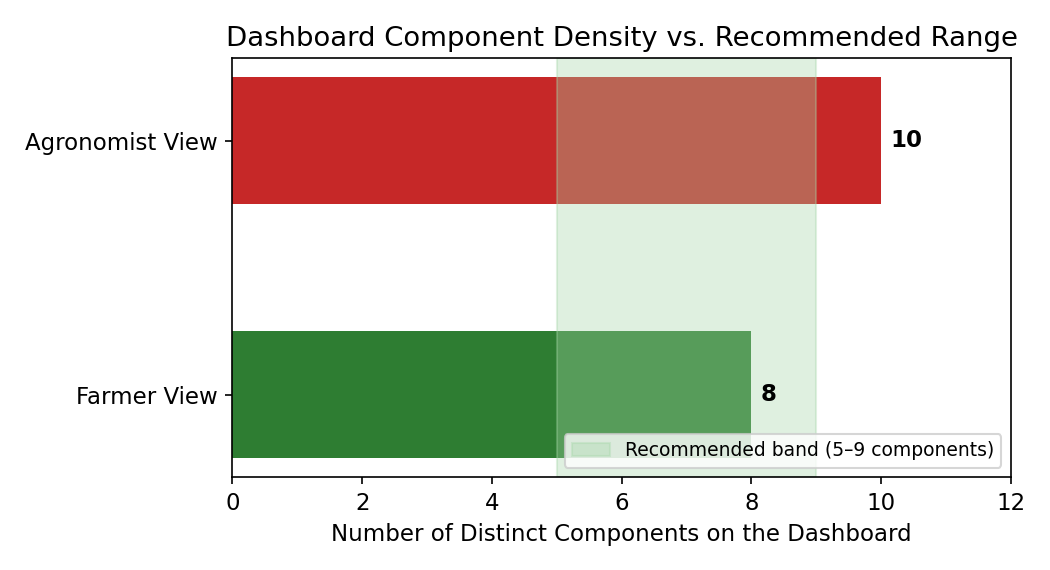 Dashboard Component Density vs. Recommended Range
Agronomist View
10
Farmer View
8
Recommended band (5–9 components)
0 2 4 6 8 10 12
Number of Distinct Components on the Dashboard